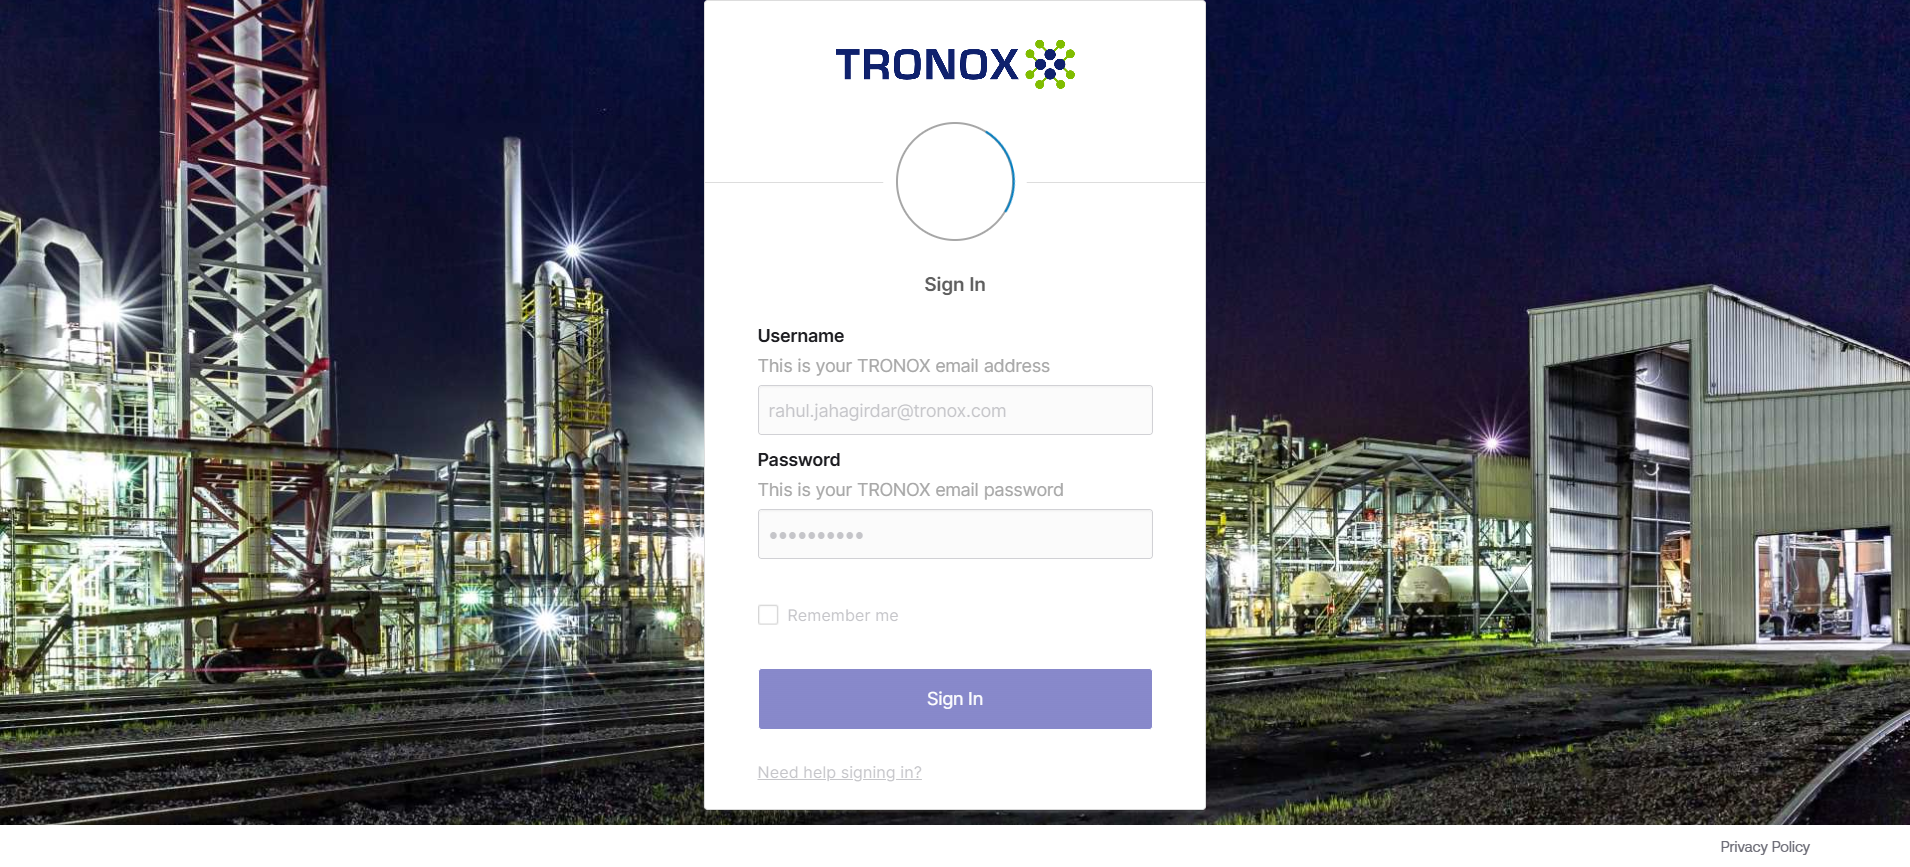 TRONOX
Sign In
Username
This is your TRONOX email address
rahul.jahagirdar@tronox.com
Password
This is your TRONOX email password
••••••••••
Remember me
Sign In
Need help signing in?
Privacy Policy